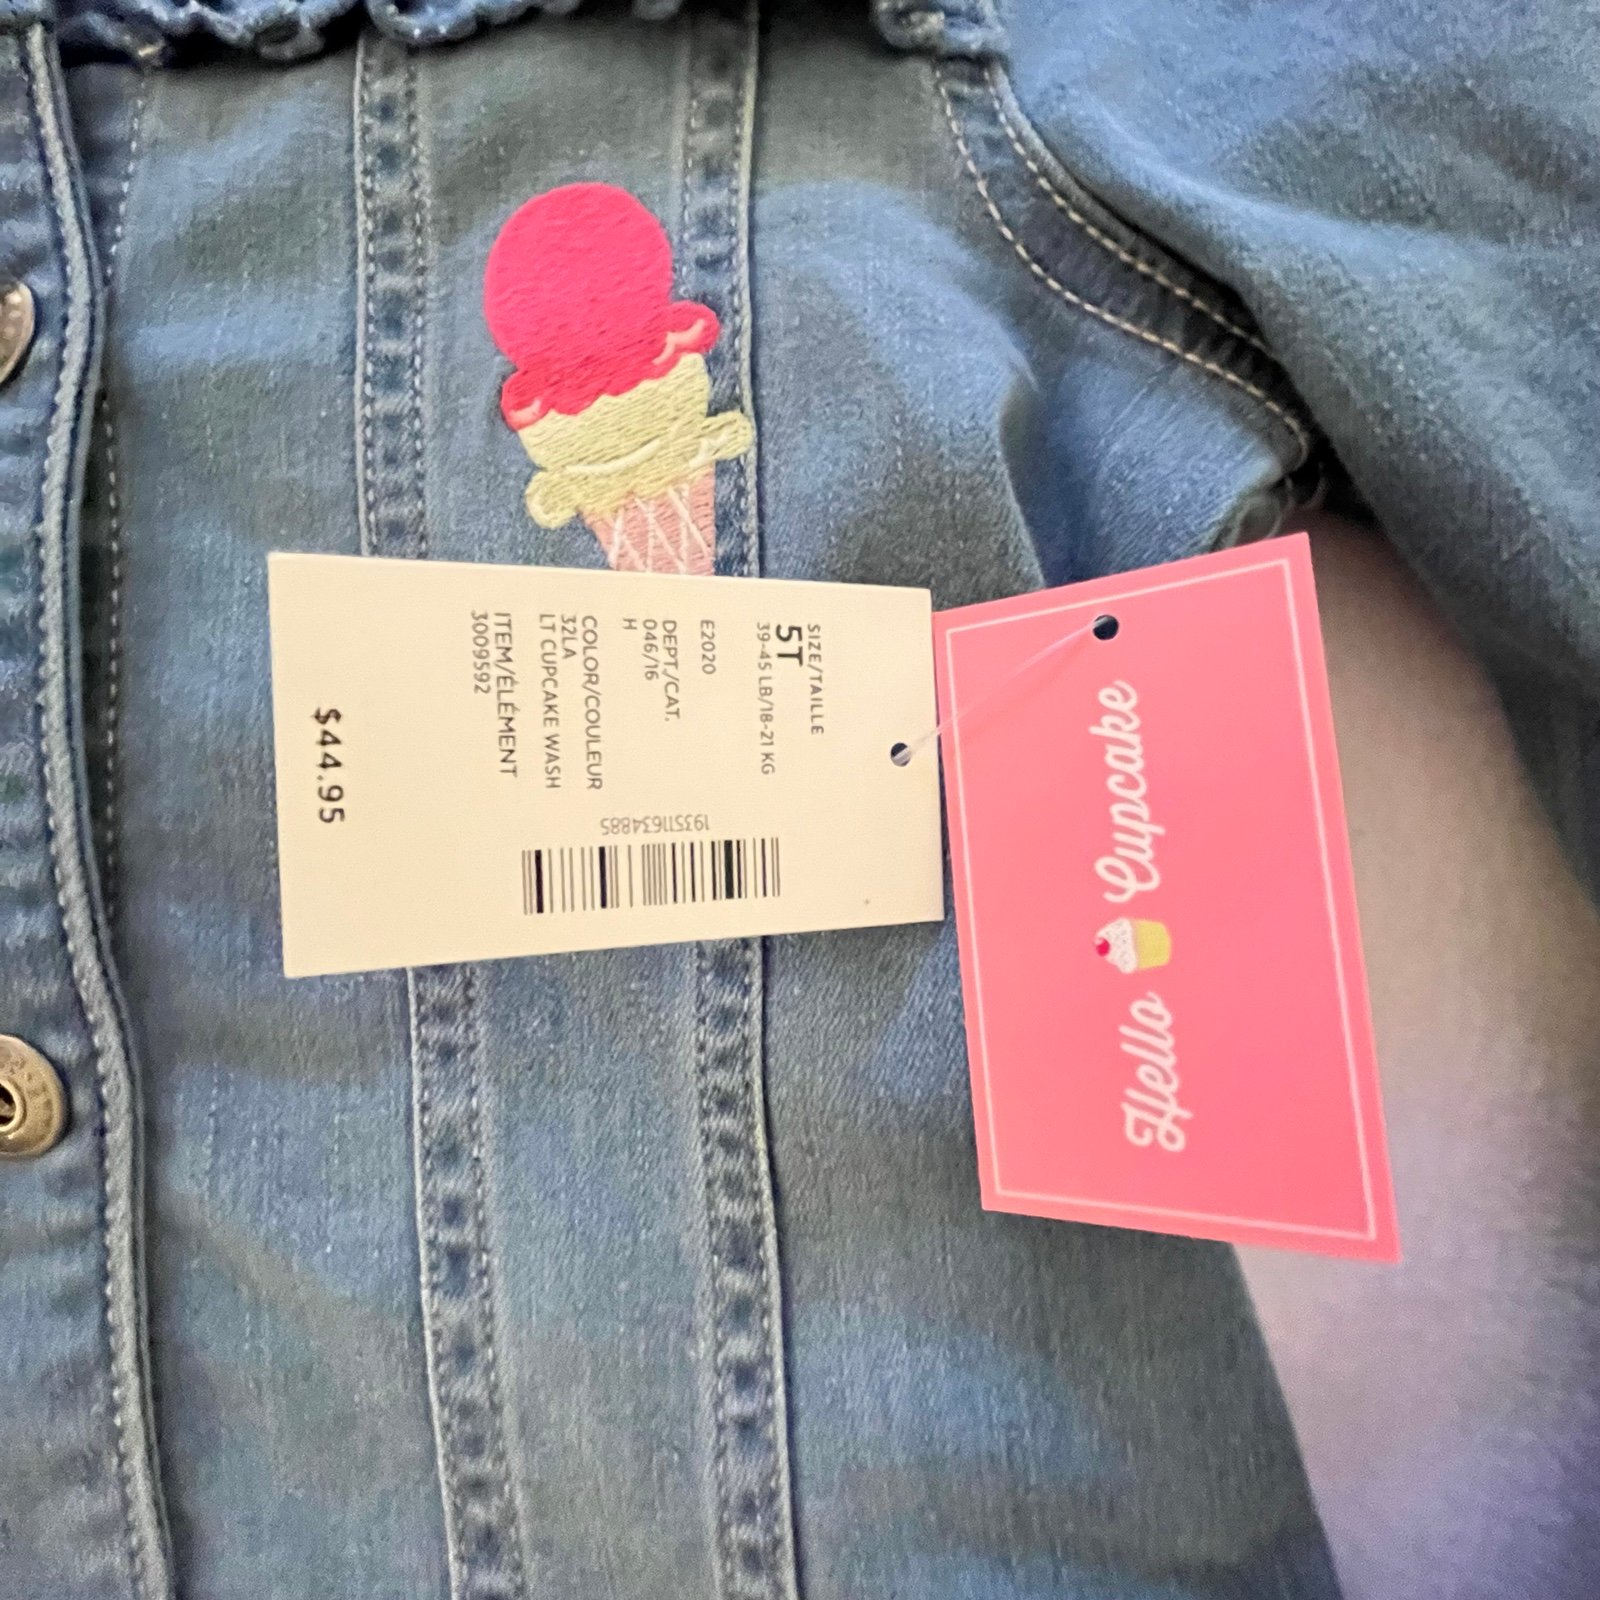 SIZE/TAILLE
5T
39-45 LB/18-21 KG
E2020
DEPT./CAT.
046/16
H
COLOR/COULEUR
32LA
LT CUPCAKE WASH
ITEM/ÉLÉMENT
3009592
193511634885
$44.95
Hello Cupcake